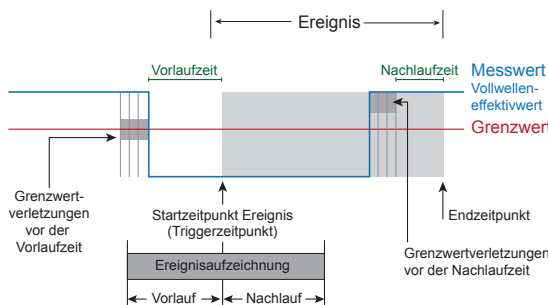 Ereignis
Vorlaufzeit
Nachlaufzeit
Messwert
Vollwellen-
effektivwert
Grenzwert
Grenzwert-
verletzungen
vor der
Vorlaufzeit
Startzeitpunkt Ereignis
(Triggerzeitpunkt)
Endzeitpunkt
Grenzwertverletzungen
vor der Nachlaufzeit
Ereignisaufzeichnung
Vorlauf
Nachlauf